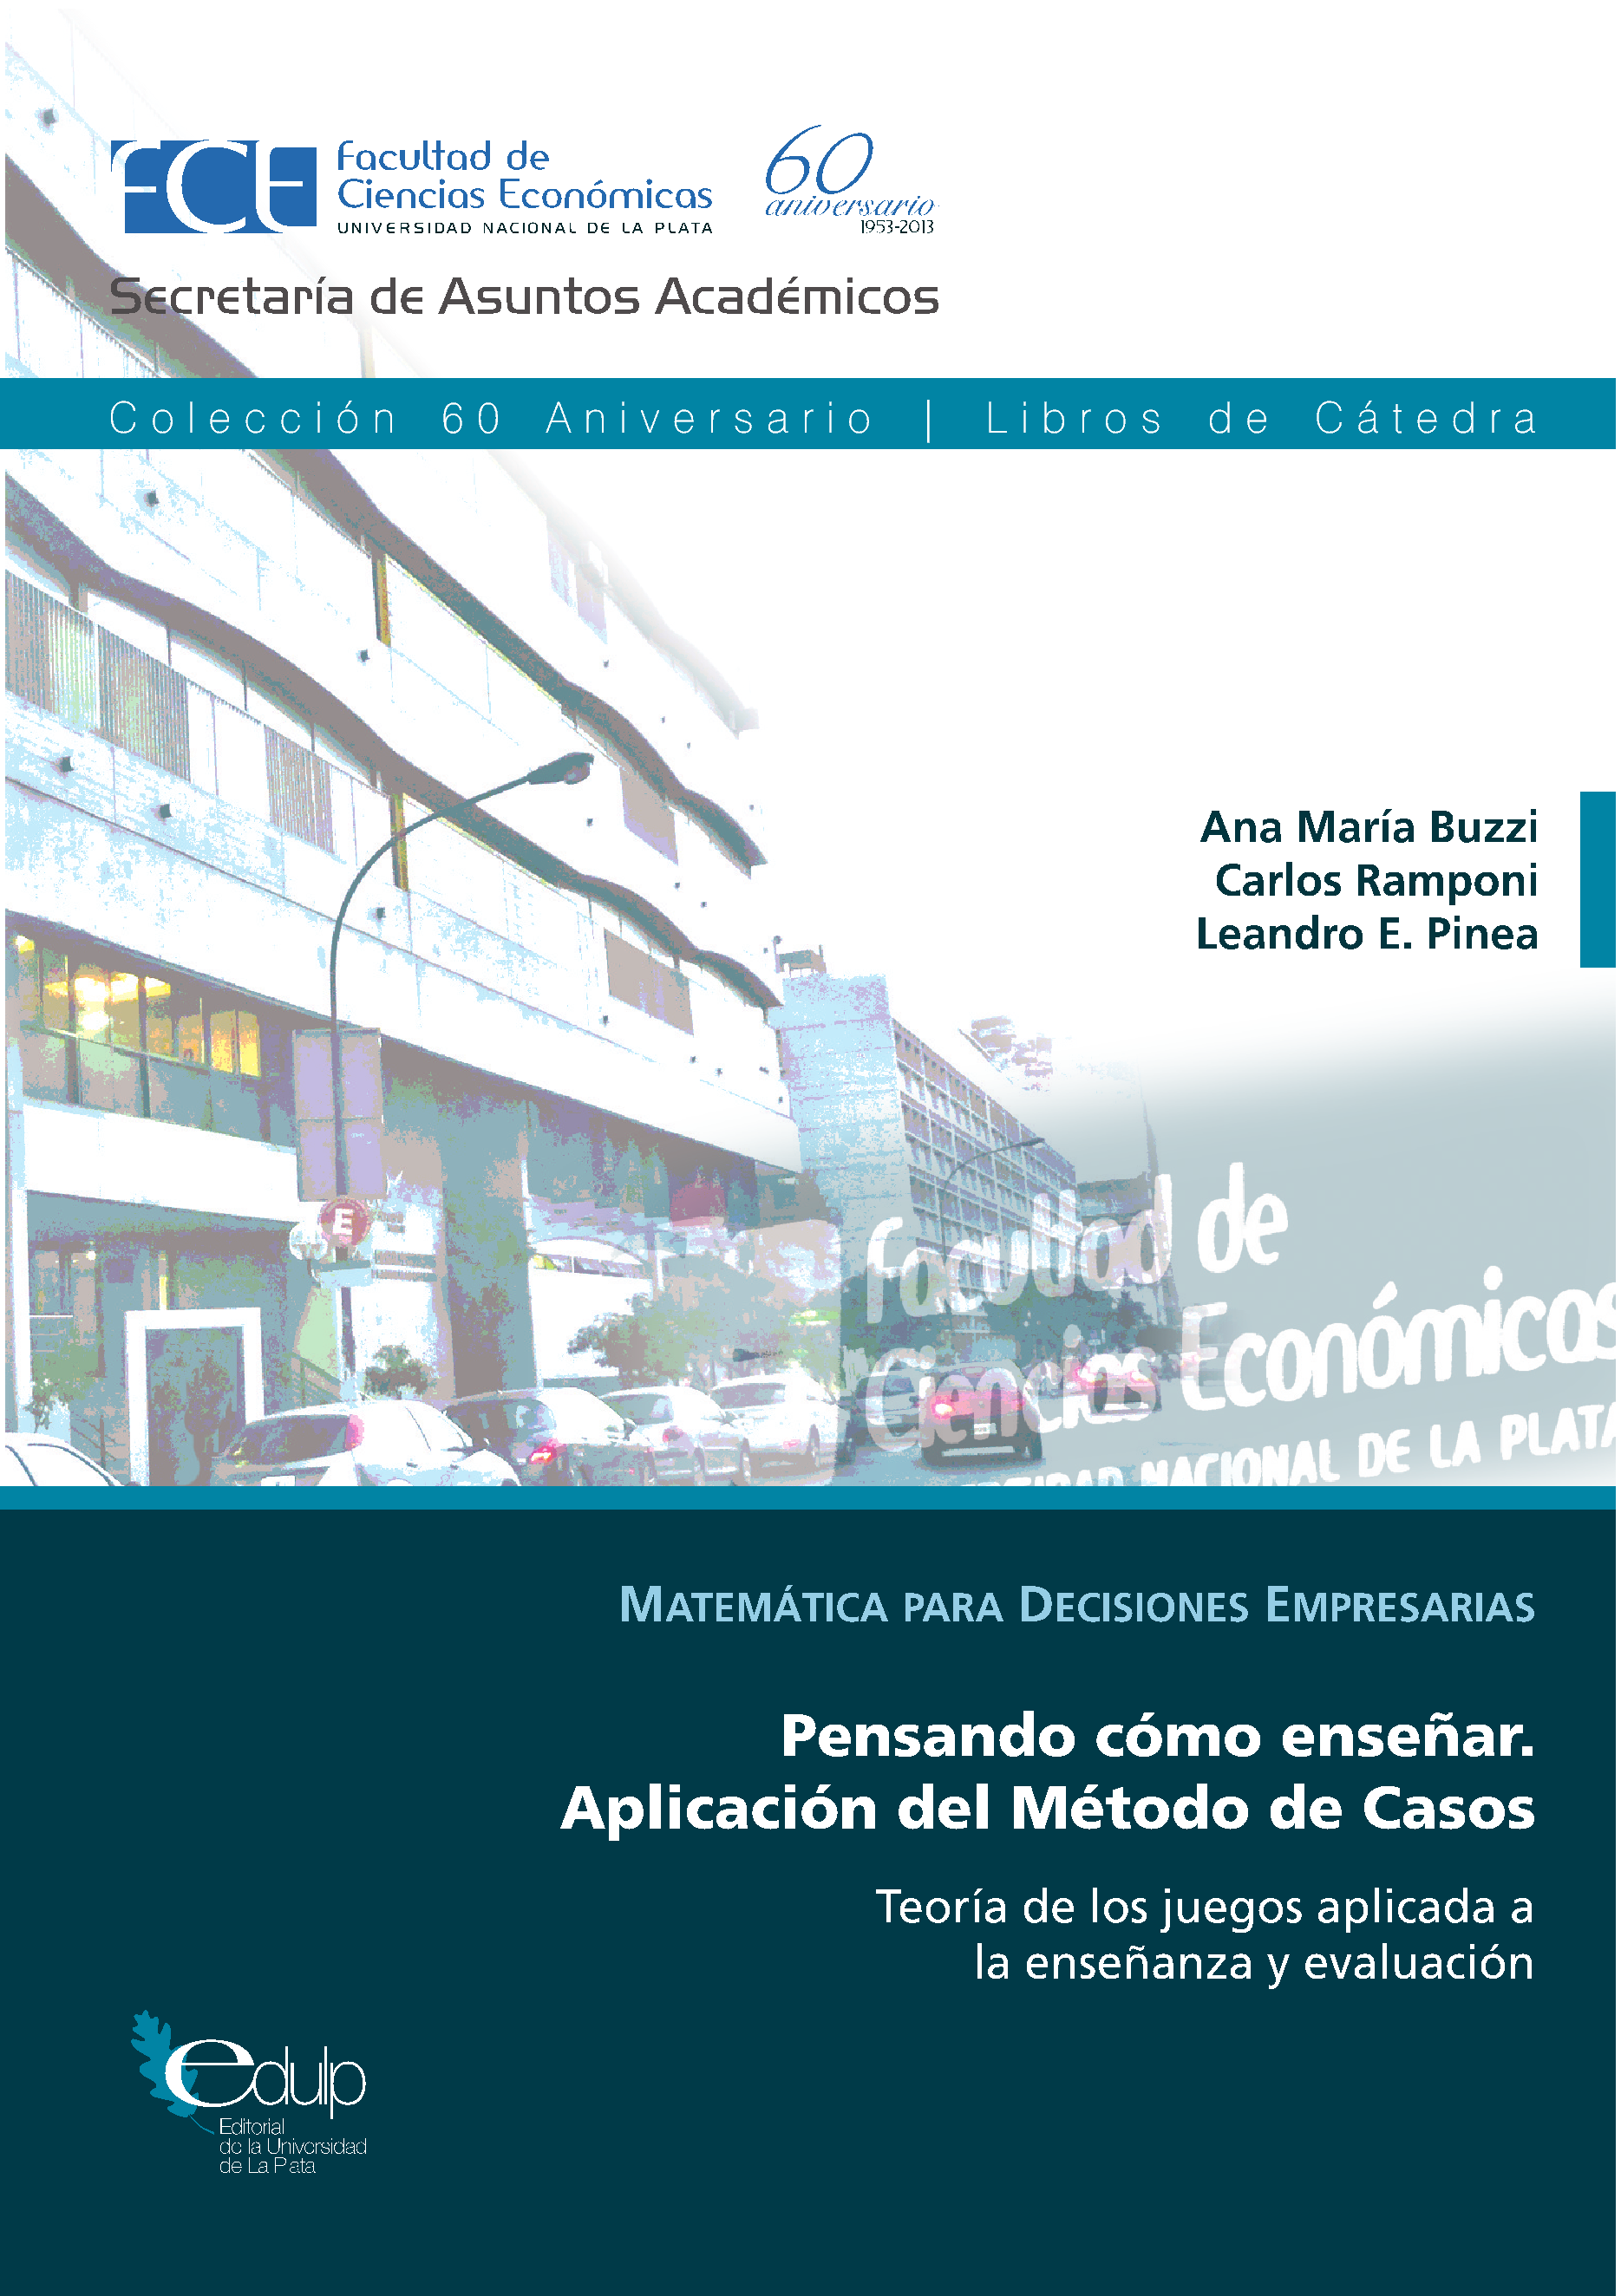 FCE
Facultad de
Ciencias Económicas
UNIVERSIDAD NACIONAL DE LA PLATA
60
aniversario
1953-2013
Secretaría de Asuntos Académicos
Colección 60 Aniversario | Libros de Cátedra
Ana María Buzzi
Carlos Ramponi
Leandro E. Pinea
E
Facultad de
Ciencias Económicas
NACIONAL DE LA PLATA
MATEMÁTICA PARA DECISIONES EMPRESARIAS
Pensando cómo enseñar.
Aplicación del Método de Casos
Teoría de los juegos aplicada a
la enseñanza y evaluación
edulp
Editorial
de la Universidad
de La Plata